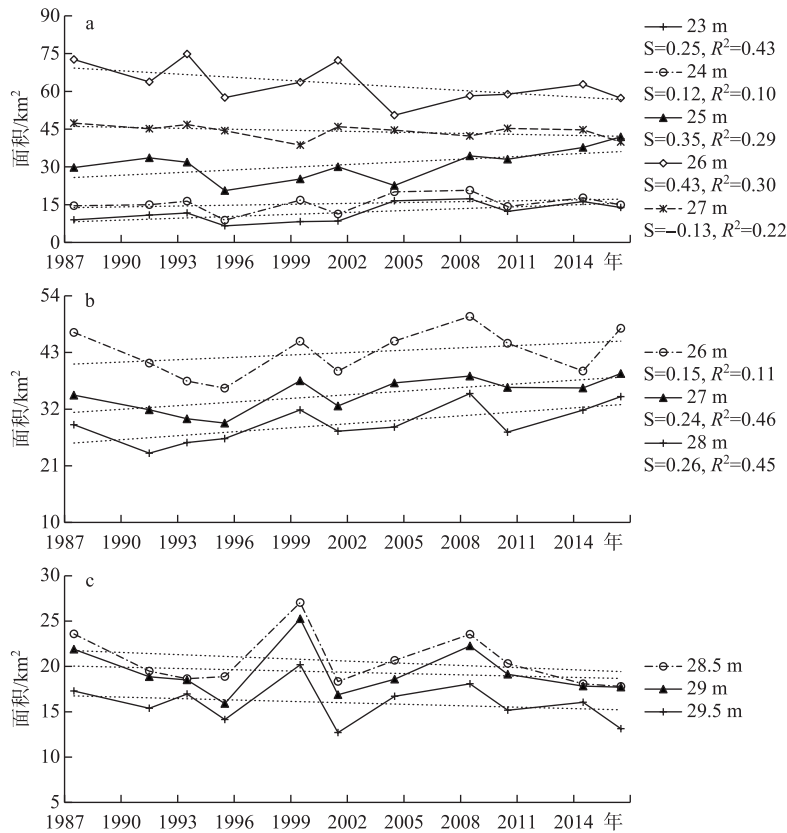 90
75
60
45
30
15
0
面积/km²
a
1987 1990 1993 1996 1999 2002 2005 2008 2011 2014 年
23 m
S=0.25, R²=0.43
24 m
S=0.12, R²=0.10
25 m
S=0.35, R²=0.29
26 m
S=0.43, R²=0.30
27 m
S=−0.13, R²=0.22
54
43
32
21
10
面积/km²
b
1987 1990 1993 1996 1999 2002 2005 2008 2011 2014 年
26 m
S=0.15, R²=0.11
27 m
S=0.24, R²=0.46
28 m
S=0.26, R²=0.45
30
25
20
15
10
5
面积/km²
c
1987 1990 1993 1996 1999 2002 2005 2008 2011 2014 年
28.5 m
29 m
29.5 m